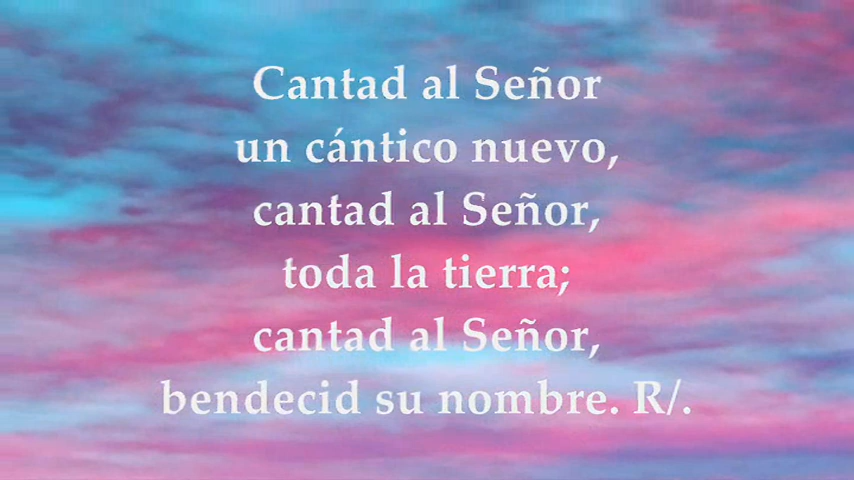 Cantad al Señor
un cántico nuevo,
cantad al Señor,
toda la tierra;
cantad al Señor,
bendecid su nombre. R/.